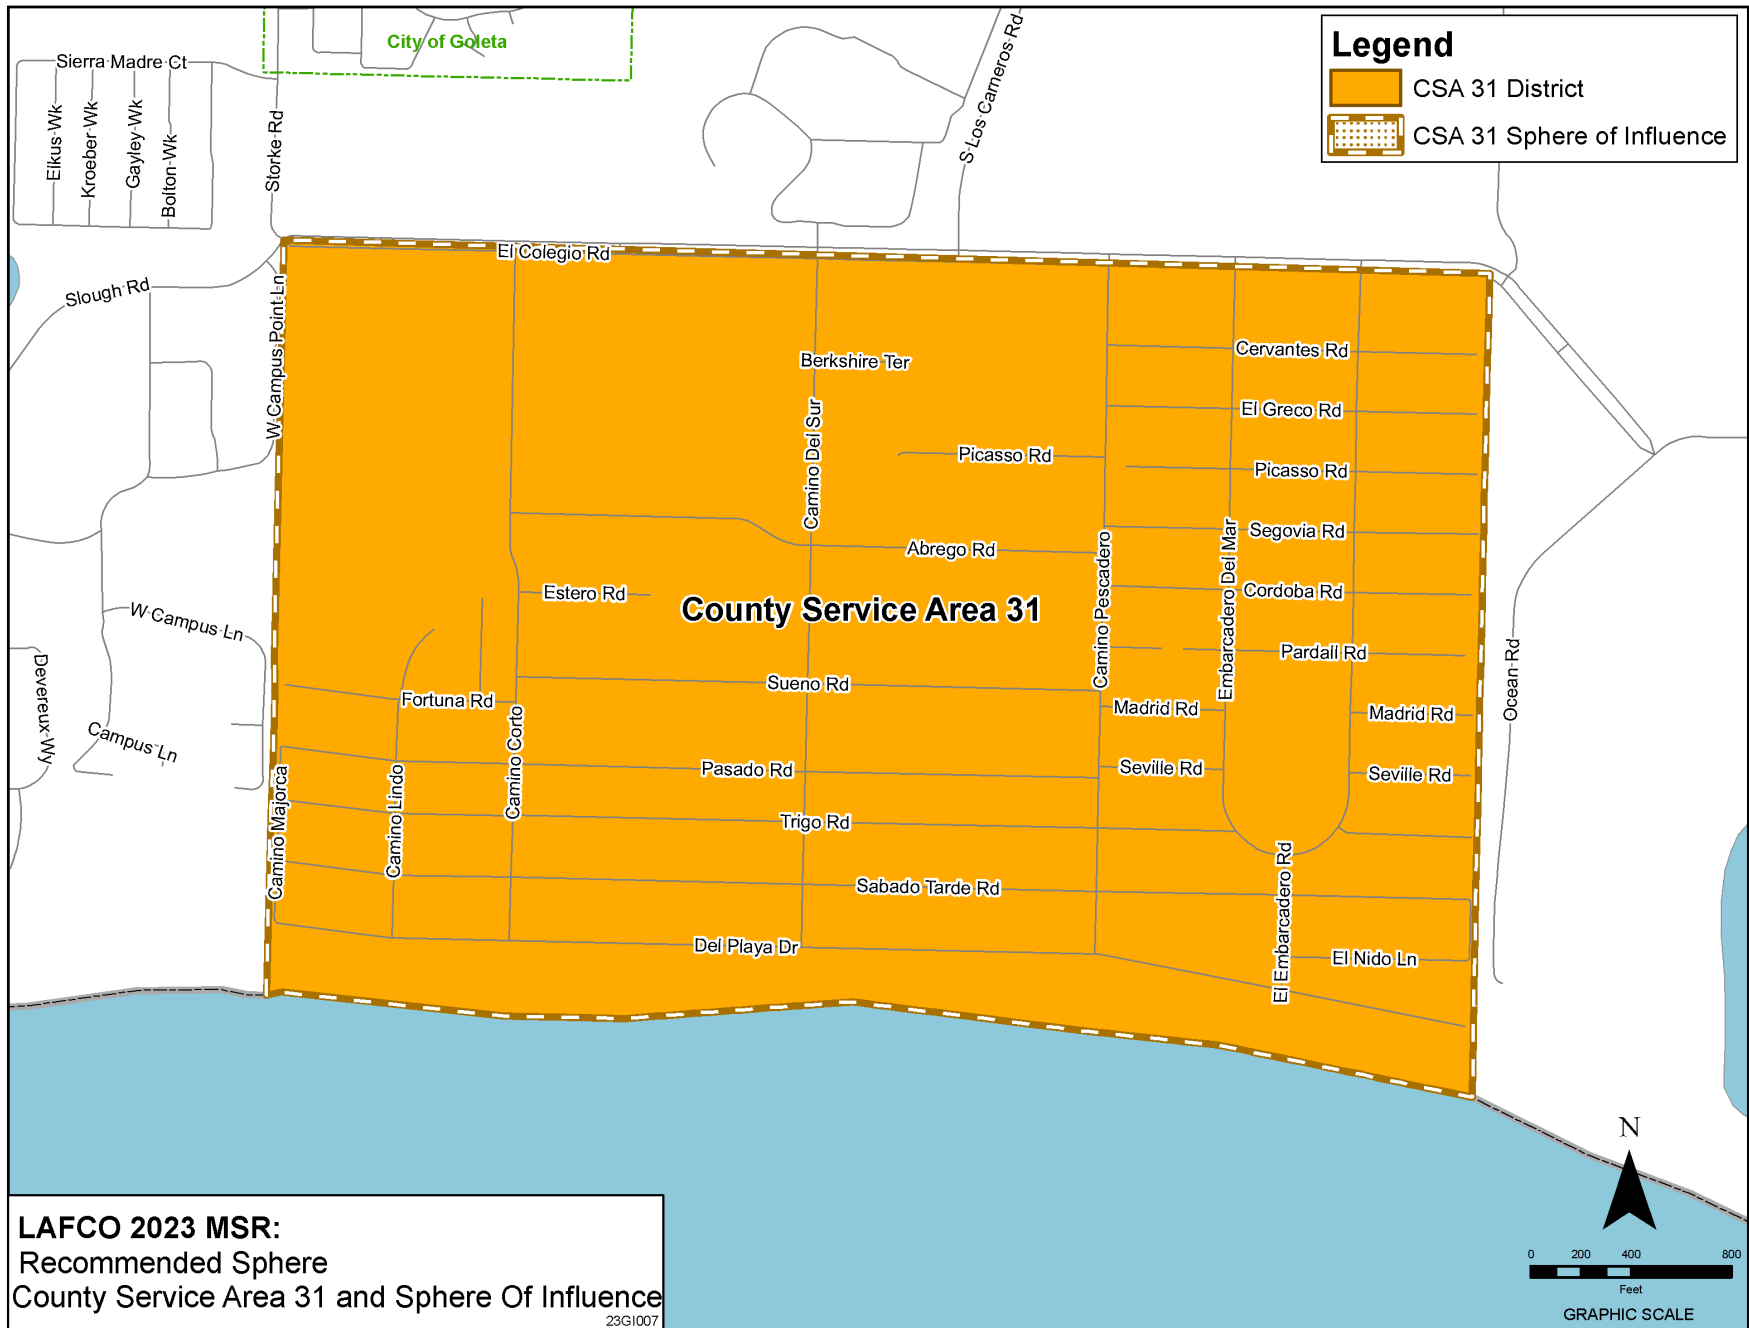 City of Goleta
Sierra Madre Ct
Eikus Wk
Kroeber Wk
Gayley Wk
Bolton Wk
Storke Rd
S Los Carneros Rd
Legend
CSA 31 District
CSA 31 Sphere of Influence
El Colegio Rd
Slough Rd
W Campus Point Ln
Berkshire Ter
Camino Del Sur
Cervantes Rd
El Greco Rd
Picasso Rd
Picasso Rd
Segovia Rd
Abrego Rd
Camino Pescadero
Embarcadero Del Mar
Estero Rd
Cordoba Rd
County Service Area 31
W Campus Ln
Pardall Rd
Devereux Wy
Campus Ln
Sueno Rd
Fortuna Rd
Madrid Rd
Madrid Rd
Ocean Rd
Camino Corto
Pasado Rd
Seville Rd
Seville Rd
Camino Majorca
Camino Lindo
Trigo Rd
Sabado Tarde Rd
El Embarcadero Rd
Del Playa Dr
El Nido Ln
N
0 200 400 800
Feet
GRAPHIC SCALE
LAFCO 2023 MSR:
Recommended Sphere
County Service Area 31 and Sphere Of Influence
23GI007